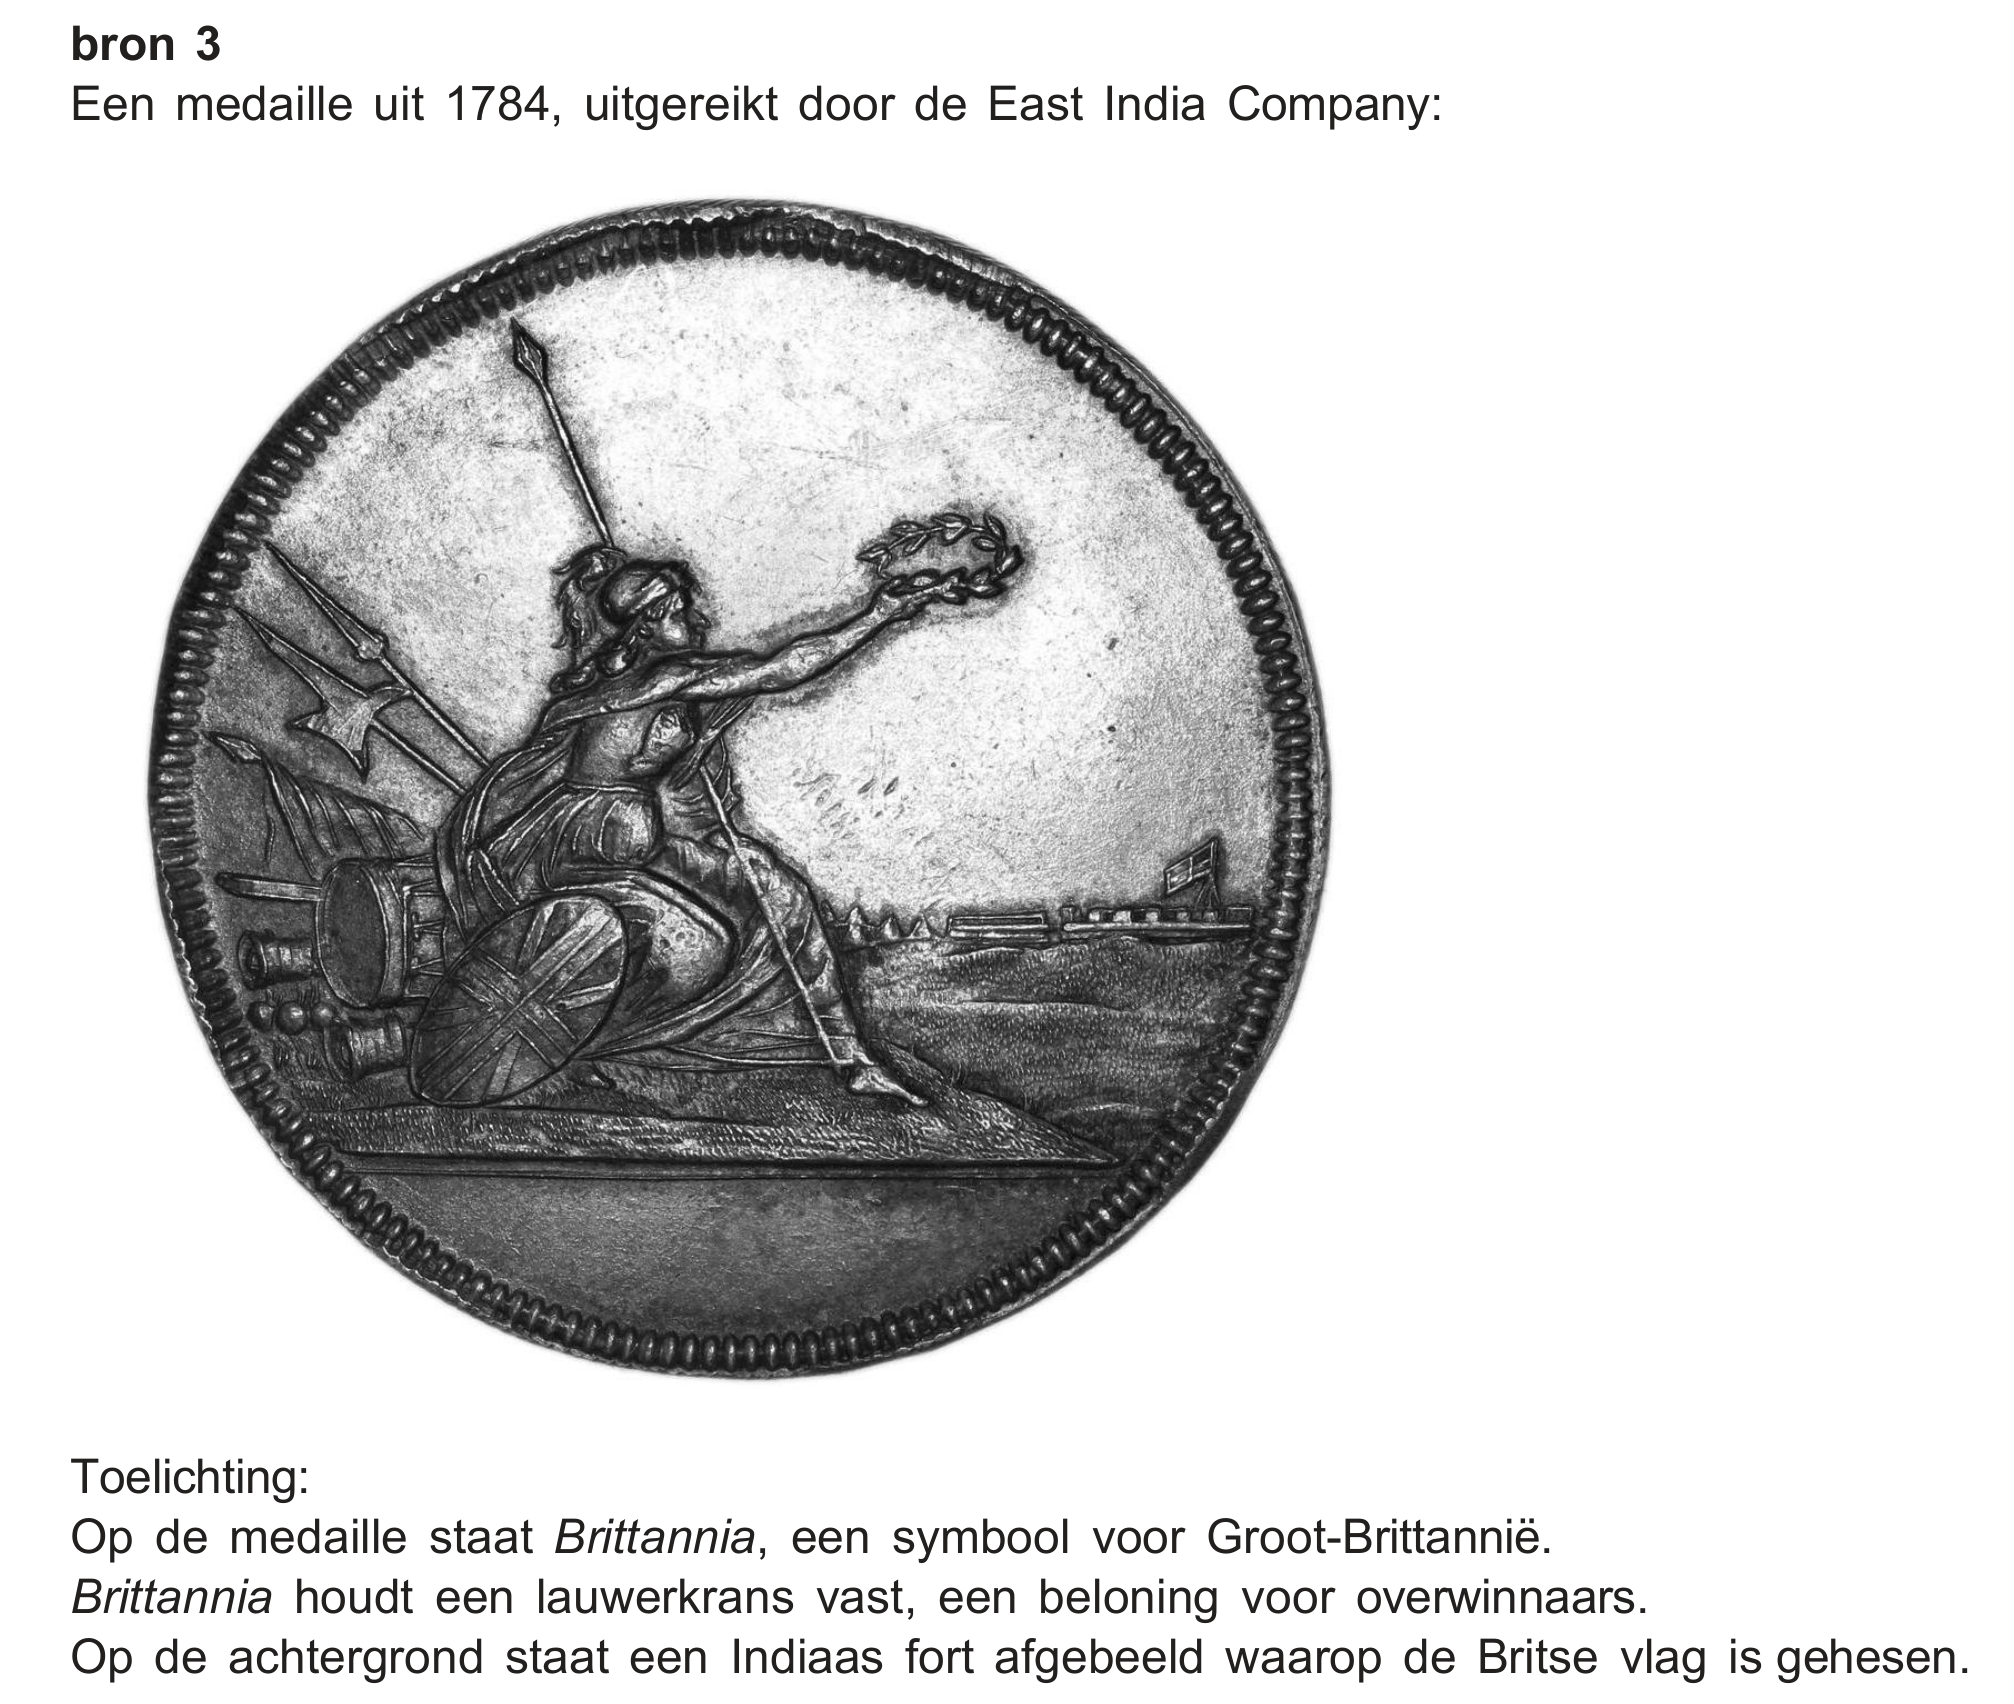 bron 3
Een medaille uit 1784, uitgereikt door de East India Company:
Toelichting:
Op de medaille staat Brittannia, een symbool voor Groot-Brittannië.
Brittannia houdt een lauwerkrans vast, een beloning voor overwinnaars.
Op de achtergrond staat een Indiaas fort afgebeeld waarop de Britse vlag is gehesen.